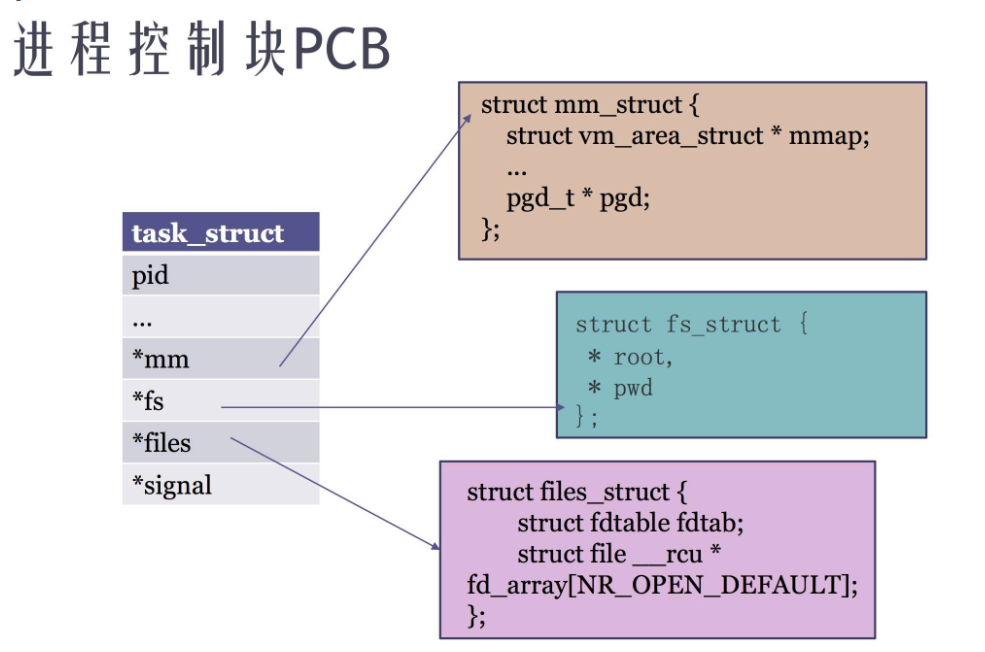 进程控制块PCB
struct mm_struct {
struct vm_area_struct * mmap;
...
pgd_t * pgd;
};
task_struct
pid
...
*mm
*fs
*files
*signal
struct fs_struct {
* root,
* pwd
};
struct files_struct {
struct fdtable fdtab;
struct file __rcu *
fd_array[NR_OPEN_DEFAULT];
};